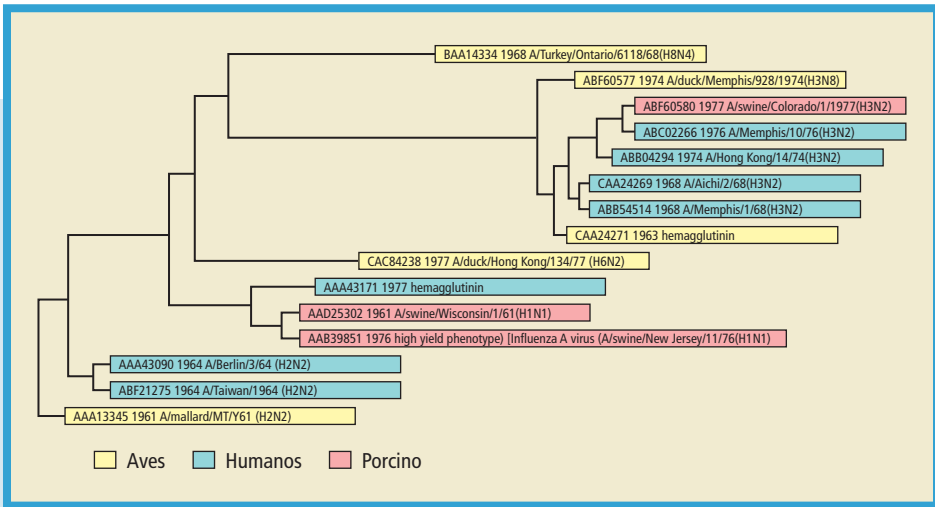 BAA14334 1968 A/Turkey/Ontario/6118/68(H8N4)
ABF60577 1974 A/duck/Memphis/928/1974(H3N8)
ABF60580 1977 A/swine/Colorado/1/1977(H3N2)
ABC02266 1976 A/Memphis/10/76(H3N2)
ABB04294 1974 A/Hong Kong/14/74(H3N2)
CAA24269 1968 A/Aichi/2/68(H3N2)
ABB54514 1968 A/Memphis/1/68(H3N2)
CAA24271 1963 hemagglutinin
CAC84238 1977 A/duck/Hong Kong/134/77 (H6N2)
AAA43171 1977 hemagglutinin
AAD25302 1961 A/swine/Wisconsin/1/61(H1N1)
AAB39851 1976 high yield phenotype) [Influenza A virus (A/swine/New Jersey/11/76(H1N1)
AAA43090 1964 A/Berlin/3/64 (H2N2)
ABF21275 1964 A/Taiwan/1964 (H2N2)
AAA13345 1961 A/mallard/MT/Y61 (H2N2)
Aves Humanos Porcino